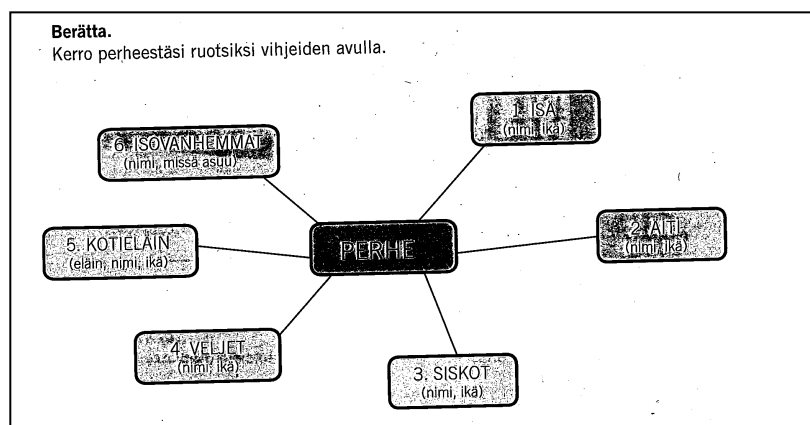 Berätta.
Kerro perheestäsi ruotsiksi vihjeiden avulla.
PERHE
1. ISÄ
(nimi, ikä)
2. ÄITI
(nimi, ikä)
3. SISKOT
(nimi, ikä)
4. VELJET
(nimi, ikä)
5. KOTIELÄIN
(eläin, nimi, ikä)
6. ISOVANHEMMAT
(nimi, missä asuu)